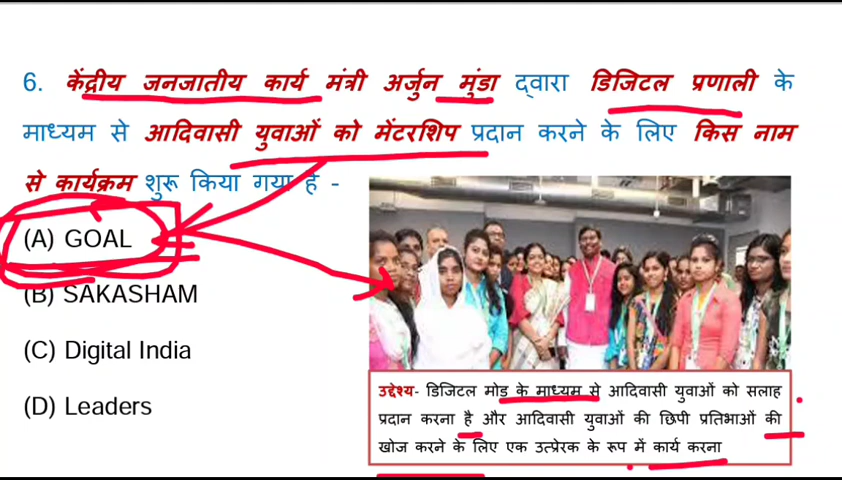 6. केंद्रीय जनजातीय कार्य मंत्री अर्जुन मुंडा द्वारा डिजिटल प्रणाली के
माध्यम से आदिवासी युवाओं को मेंटरशिप प्रदान करने के लिए किस नाम
से कार्यक्रम शुरू किया गया है -
(A) GOAL
(B) SAKASHAM
(C) Digital India
(D) Leaders
उद्देश्य- डिजिटल मोड के माध्यम से आदिवासी युवाओं को सलाह
प्रदान करना है और आदिवासी युवाओं की छिपी प्रतिभाओं की
खोज करने के लिए एक उत्प्रेरक के रूप में कार्य करना